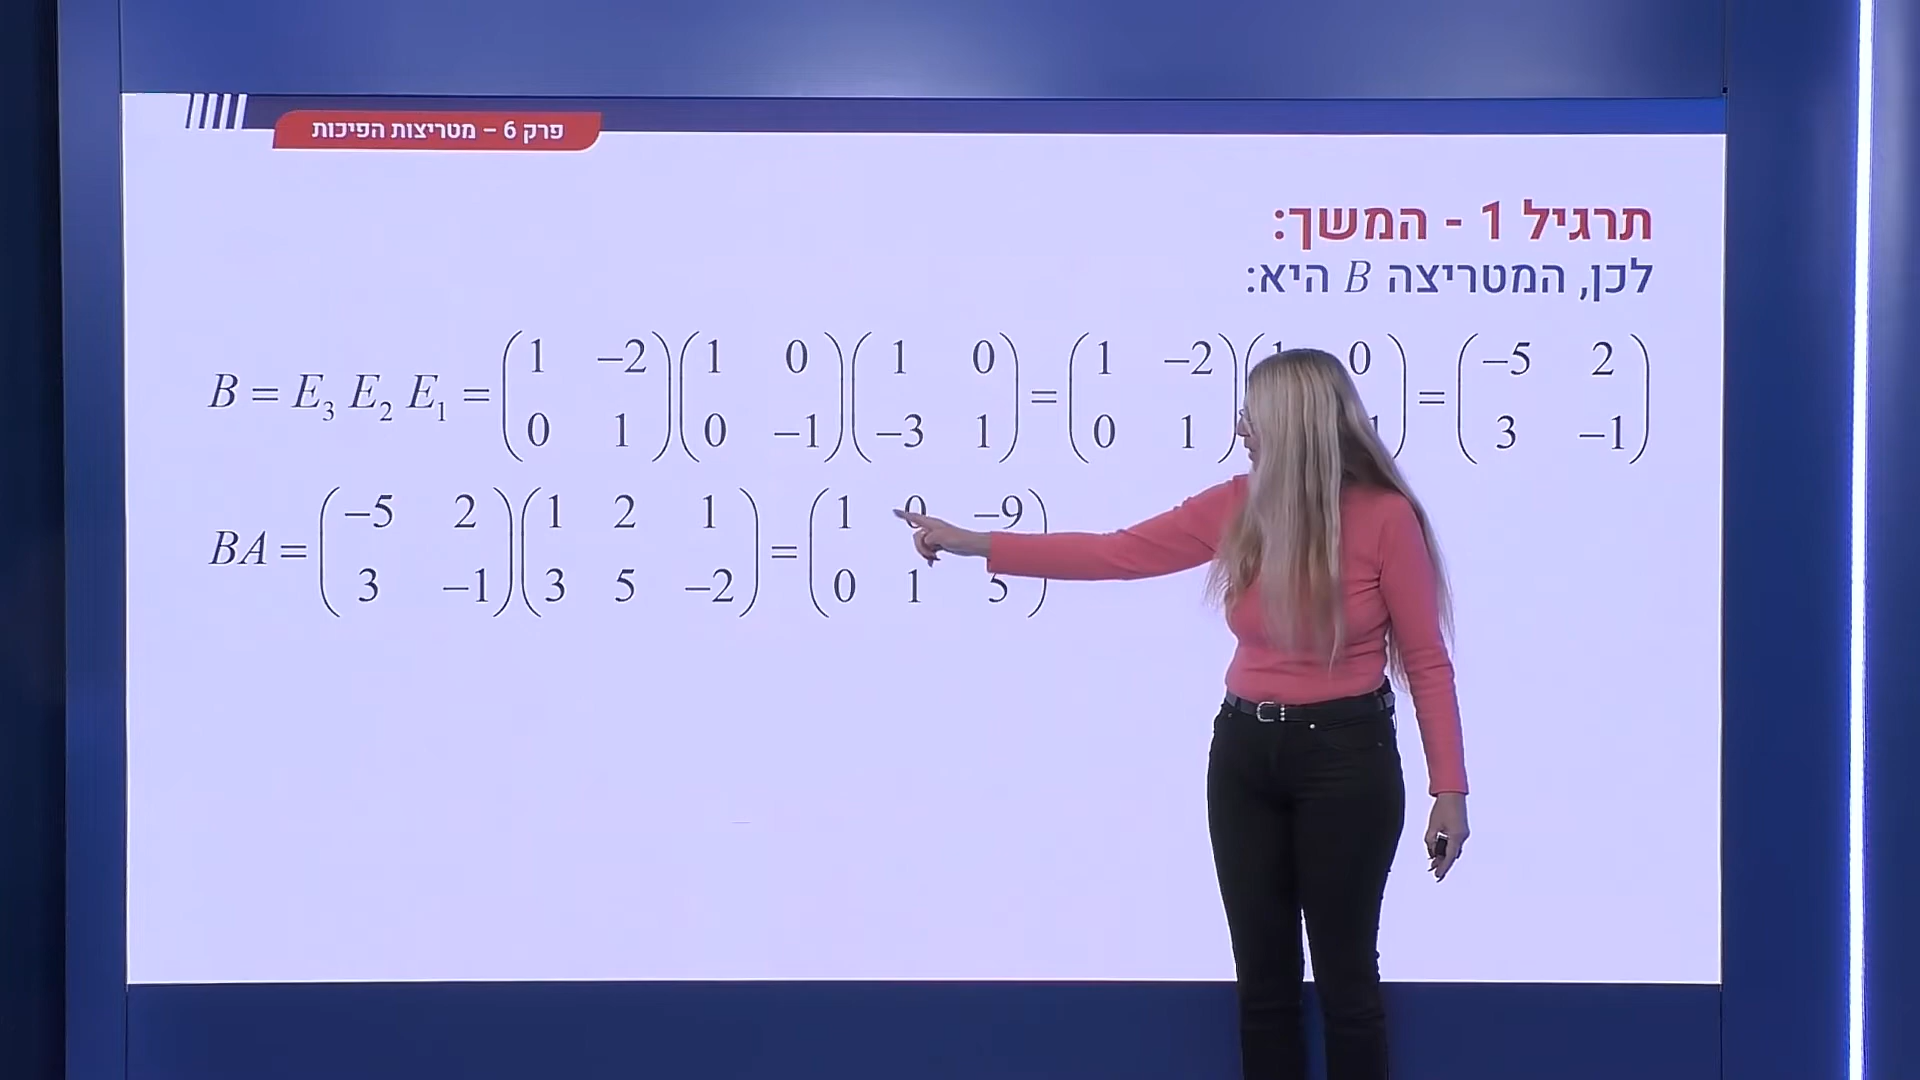 פרק 6 – מטריצות הפיכות
תרגיל 1 - המשך:
לכן, המטריצה B היא:
B = E₃ E₂ E₁ = (1 −2; 0 1)(1 0; 0 −1)(1 0; −3 1) = (1 −2; 0 1)( 0; ) = (−5 2; 3 −1)
BA = (−5 2; 3 −1)(1 2 1; 3 5 −2) = (1 0 −9; 0 1 5)